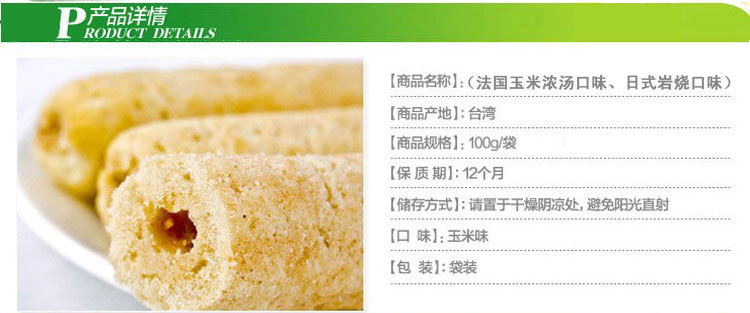 产品详情
PRODUCT DETAILS
【商品名称】:(法国玉米浓汤口味、日式岩烧口味)
【商品产地】:台湾
【商品规格】:100g/袋
【保 质 期】:12个月
【储存方式】:请置于干燥阴凉处,避免阳光直射
【口 味】:玉米味
【包 装】:袋装